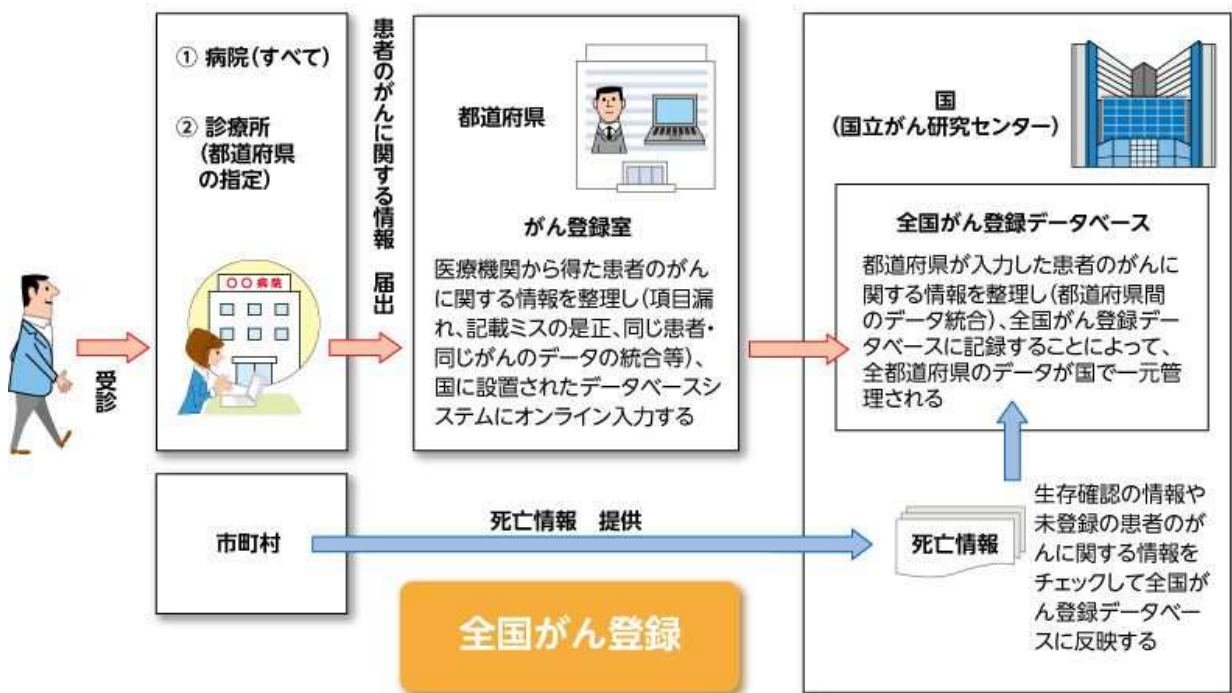 ① 病院(すべて)
② 診療所
(都道府県
の指定)
〇〇病院
受診
患者のがんに関する情報 届出
都道府県
がん登録室
医療機関から得た患者のがん
に関する情報を整理し(項目漏
れ、記載ミスの是正、同じ患者・
同じがんのデータの統合等)、
国に設置されたデータベースシ
ステムにオンライン入力する
国
(国立がん研究センター)
全国がん登録データベース
都道府県が入力した患者のがんに
関する情報を整理し(都道府県間
のデータ統合)、全国がん登録デー
タベースに記録することによって、
全都道府県のデータが国で一元管
理される
市町村
死亡情報 提供
死亡情報
生存確認の情報や
未登録の患者のが
んに関する情報を
チェックして全国が
ん登録データベー
スに反映する
全国がん登録